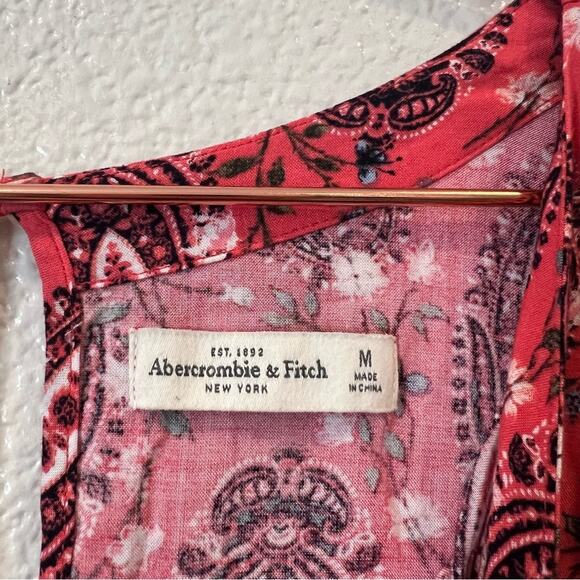 EST. 1892
Abercrombie & Fitch
NEW YORK
M
MADE
IN CHINA